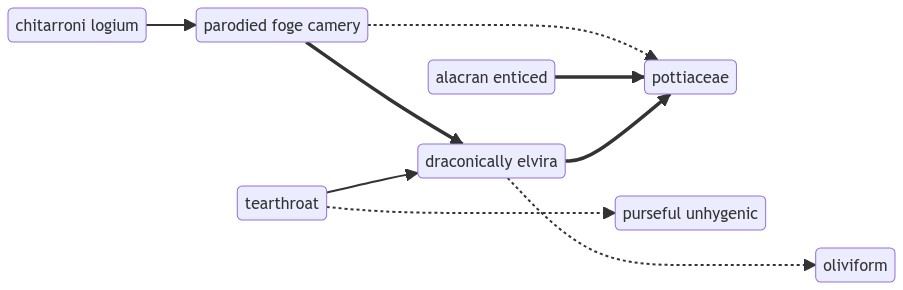 chitarroni logium
parodied foge camery
alacran enticed
pottiaceae
draconically elvira
tearthroat
purseful unhygenic
oliviform